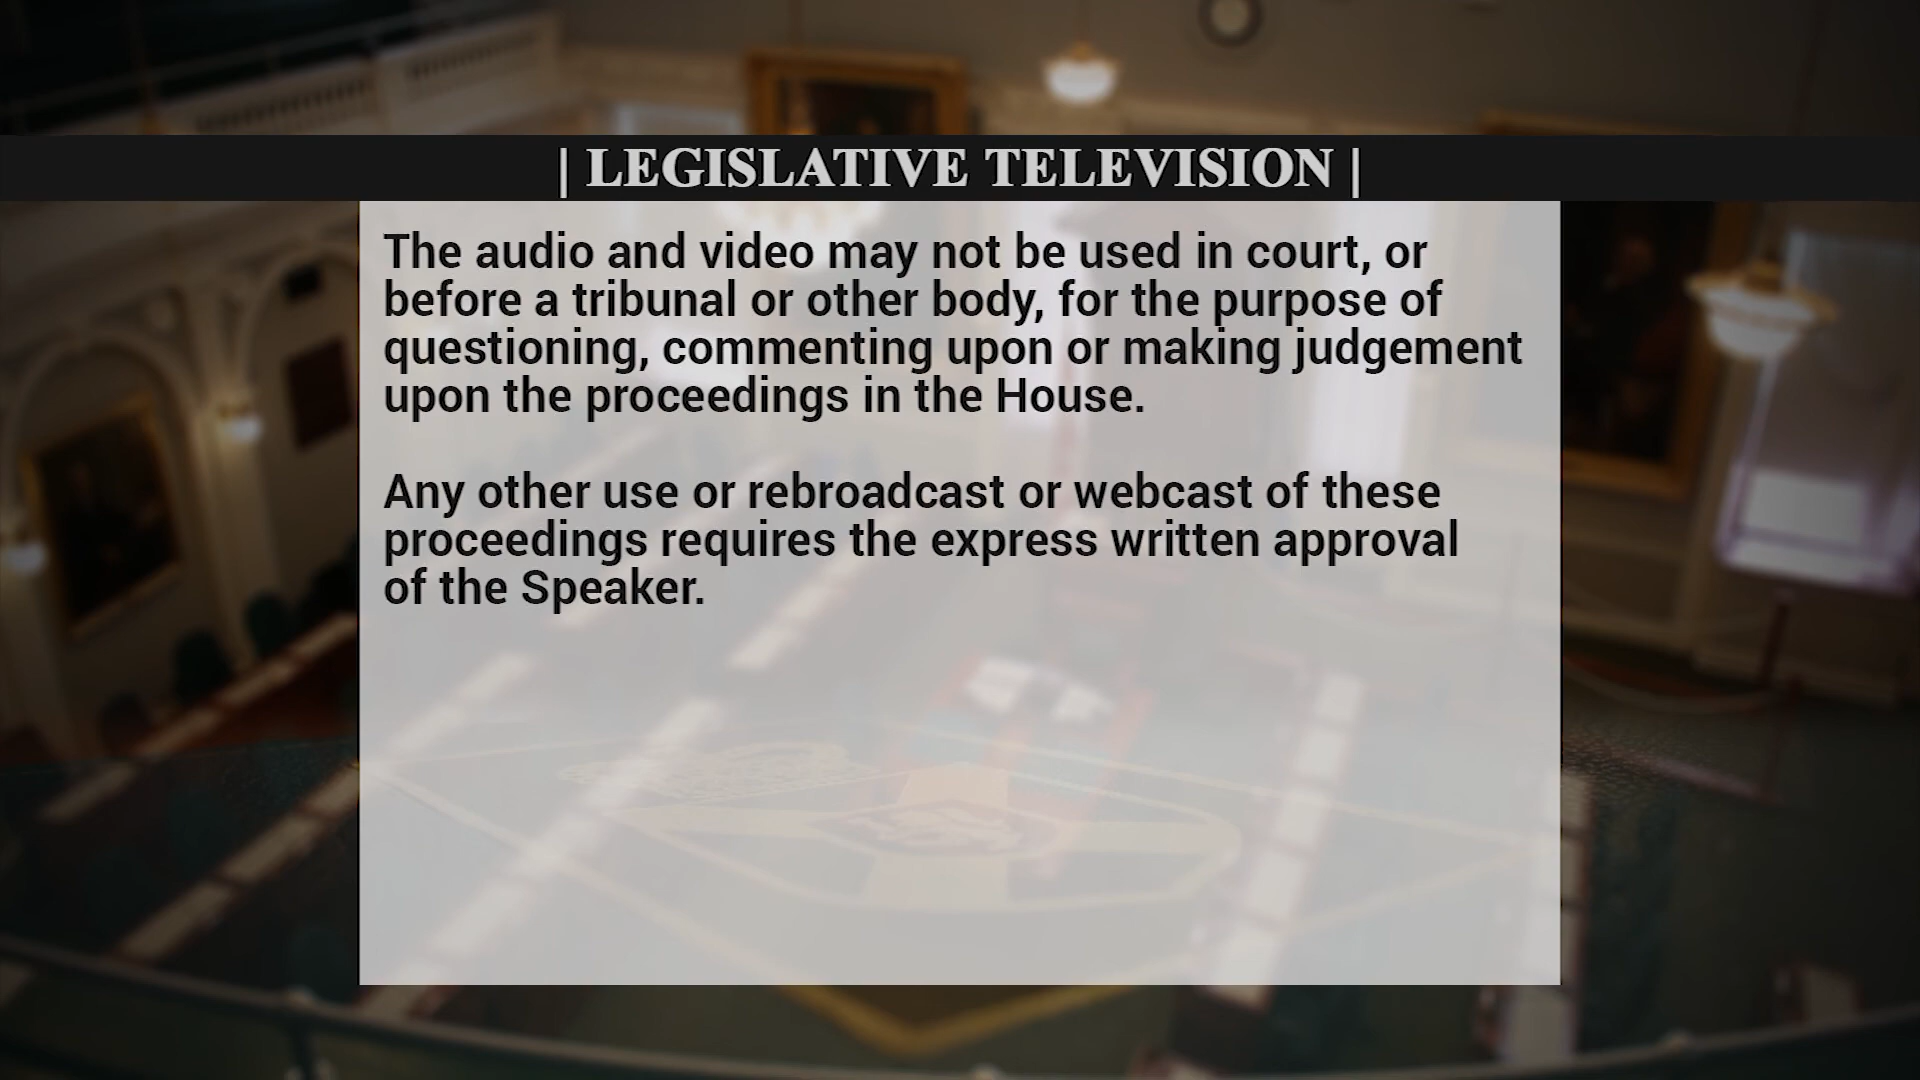 | LEGISLATIVE TELEVISION |
The audio and video may not be used in court, or
before a tribunal or other body, for the purpose of
questioning, commenting upon or making judgement
upon the proceedings in the House.
Any other use or rebroadcast or webcast of these
proceedings requires the express written approval
of the Speaker.